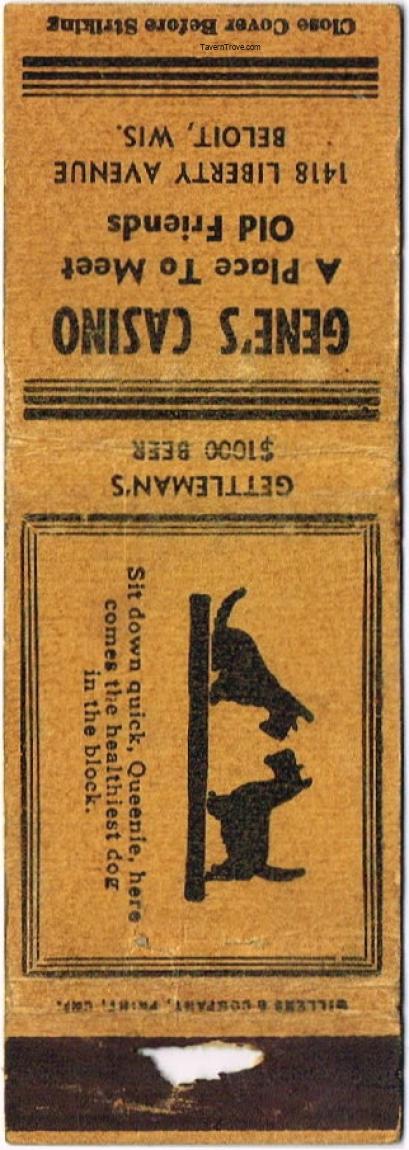 TavernTrove.com
Close Cover Before Striking
GENE'S CASINO
A Place To Meet
Old Friends
1418 LIBERTY AVENUE
BELOIT, WIS.
GETTLEMAN'S
$1000 BEER
Sit down quick, Queenie, here
comes the healthiest dog
in the block.